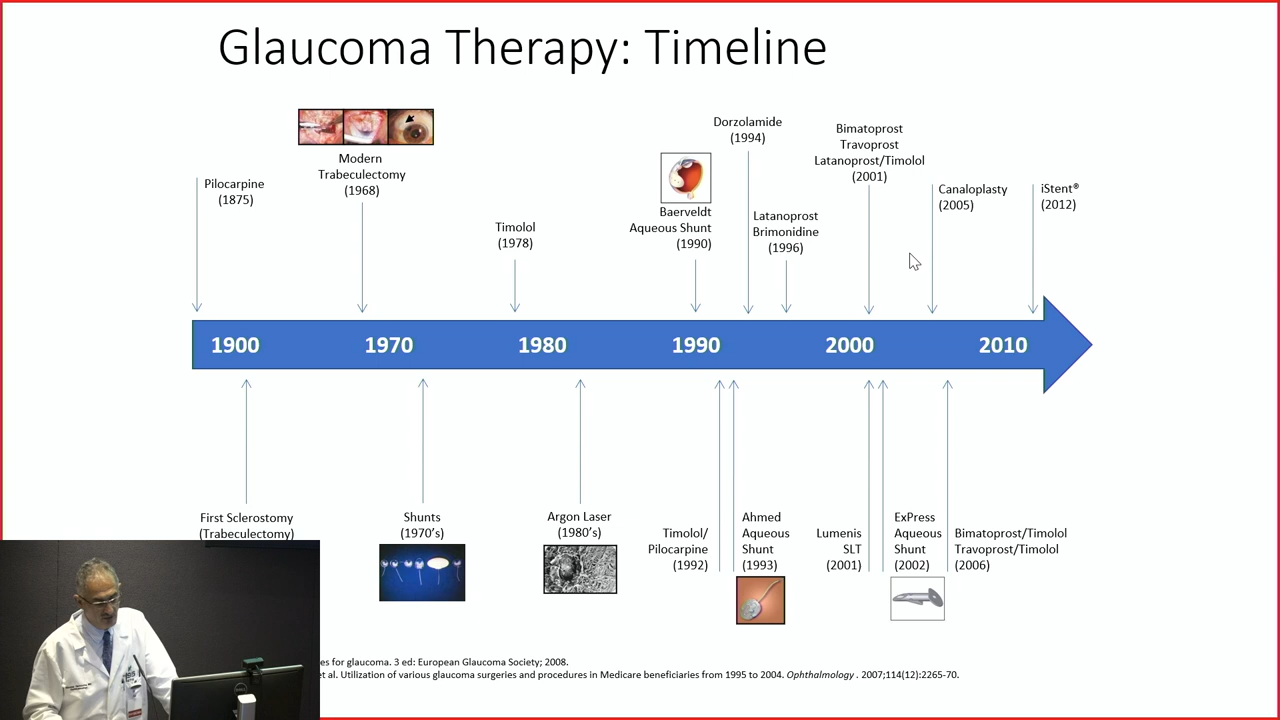 Glaucoma Therapy: Timeline
Pilocarpine
(1875)
Modern
Trabeculectomy
(1968)
Timolol
(1978)
Baerveldt
Aqueous Shunt
(1990)
Dorzolamide
(1994)
Latanoprost
Brimonidine
(1996)
Bimatoprost
Travoprost
Latanoprost/Timolol
(2001)
Canaloplasty
(2005)
iStent®
(2012)
1900 1970 1980 1990 2000 2010
First Sclerostomy
(Trabeculectomy)
Shunts
(1970’s)
Argon Laser
(1980’s)
Timolol/
Pilocarpine
(1992)
Ahmed
Aqueous
Shunt
(1993)
Lumenis
SLT
(2001)
ExPress
Aqueous
Shunt
(2002)
Bimatoprost/Timolol
Travoprost/Timolol
(2006)
for glaucoma. 3 ed: European Glaucoma Society; 2008.
et al. Utilization of various glaucoma surgeries and procedures in Medicare beneficiaries from 1995 to 2004. Ophthalmology . 2007;114(12):2265-70.